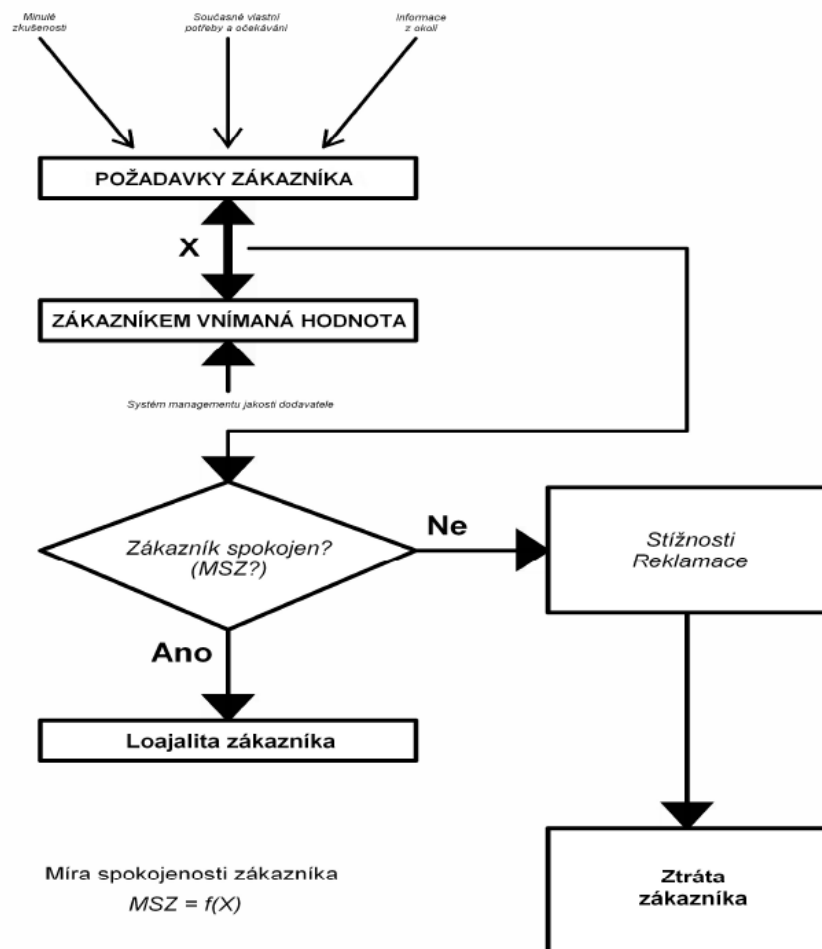 Minulé
zkušenosti
Současné vlastní
potřeby a očekávání
Informace
z okolí
POŽADAVKY ZÁKAZNÍKA
X
ZÁKAZNÍKEM VNÍMANÁ HODNOTA
Systém managementu jakosti dodavatele
Zákazník spokojen?
(MSZ?)
Ne
Stížnosti
Reklamace
Ano
Loajalita zákazníka
Míra spokojenosti zákazníka
MSZ = f(X)
Ztráta
zákazníka